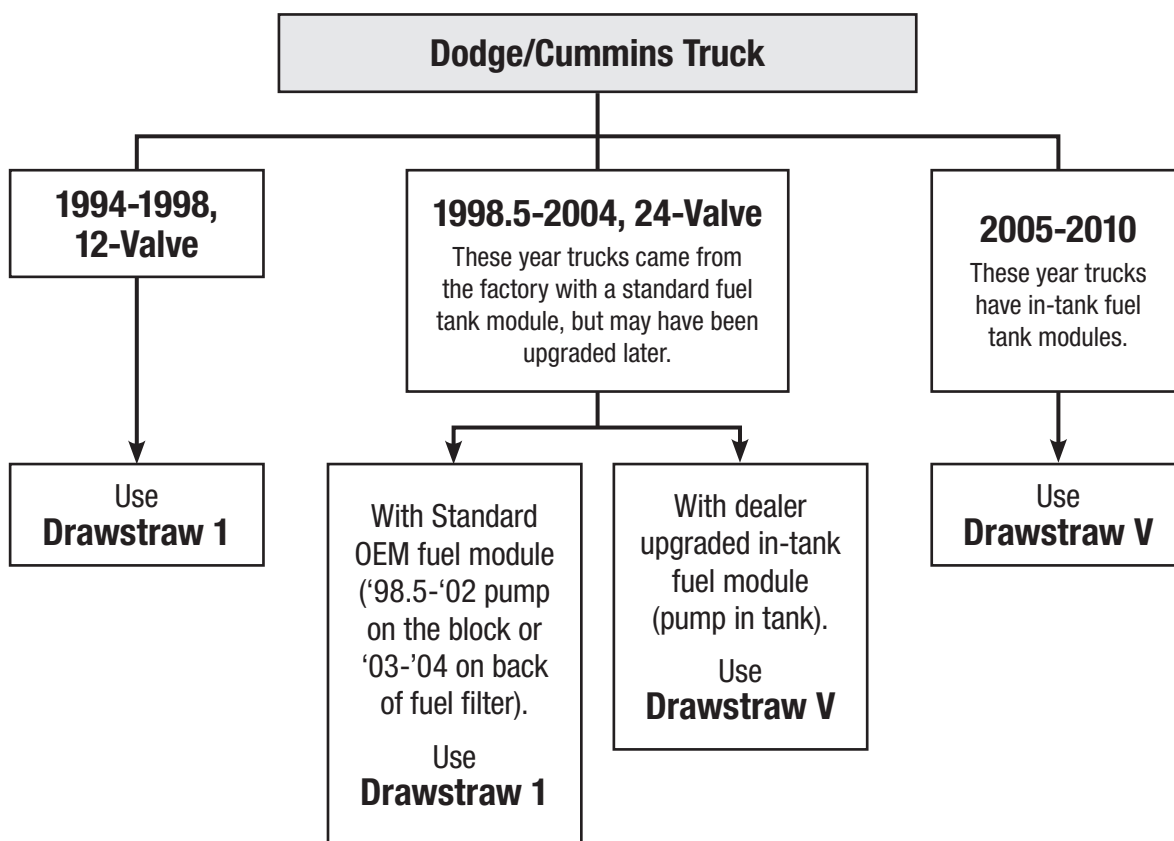 Dodge/Cummins Truck
1994-1998,
12-Valve
1998.5-2004, 24-Valve
These year trucks came from
the factory with a standard fuel
tank module, but may have been
upgraded later.
2005-2010
These year trucks
have in-tank fuel
tank modules.
Use
Drawstraw 1
With Standard
OEM fuel module
(‘98.5-‘02 pump
on the block or
‘03-’04 on back
of fuel filter).
Use
Drawstraw 1
With dealer
upgraded in-tank
fuel module
(pump in tank).
Use
Drawstraw V
Use
Drawstraw V